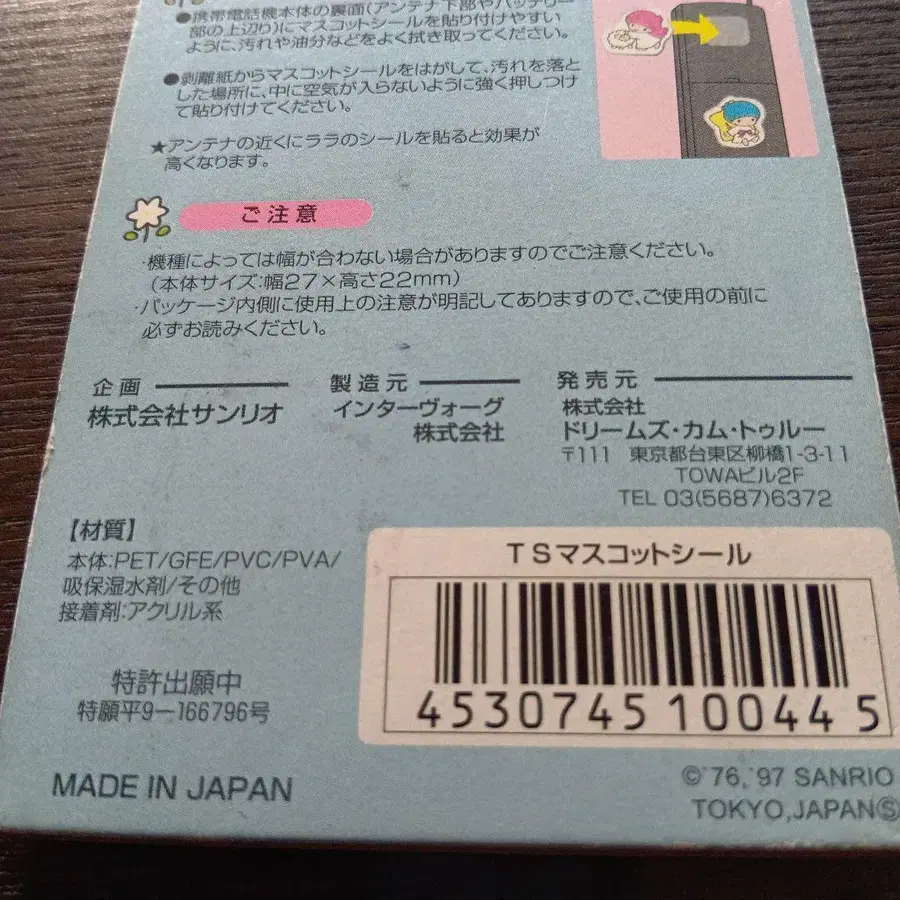 ●携帯電話機本体の裏面(アンテナ下部やバッテリー
部の上辺り)にマスコットシールを貼り付けやすい
ように、汚れや油分などをよく拭き取ってください。
●剥離紙からマスコットシールをはがして、汚れを落と
した場所に、中に空気が入らないように強く押しつけ
て貼り付けてください。
★アンテナの近くにララのシールを貼ると効果が
高くなります。
ご注意
・機種によっては幅が合わない場合がありますのでご注意ください。
(本体サイズ:幅27×高さ22mm)
・パッケージ内側に使用上の注意が明記してありますので、ご使用の前に
必ずお読みください。
企画
株式会社サンリオ
製造元
インターヴォーグ
株式会社
発売元
株式会社
ドリームズ・カム・トゥルー
〒111 東京都台東区柳橋1-3-11
TOWAビル2F
TEL 03(5687)6372
【材質】
本体:PET/GFE/PVC/PVA/
吸保湿水剤/その他
接着剤:アクリル系
特許出願中
特願平9-166796号
TSマスコットシール
4530745100445
MADE IN JAPAN
©'76,'97 SANRIO
TOKYO,JAPANⓈ